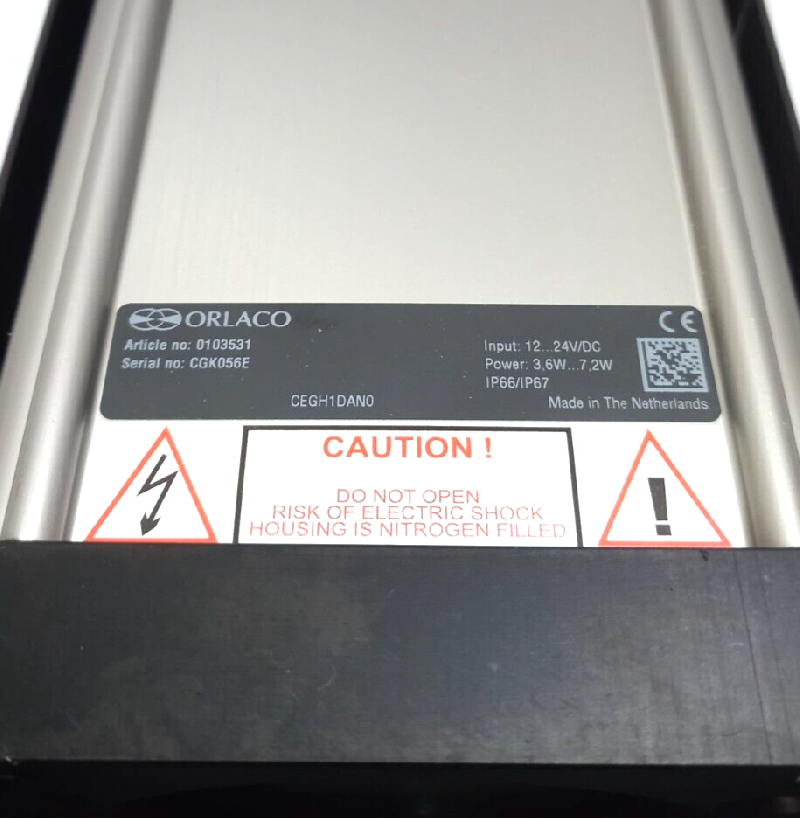 ORLACO
CE
Article no: 0103531
Serial no: CGK056E
CEGH1DAN0
Input: 12...24V/DC
Power: 3,6W...7,2W
IP66/IP67
Made in The Netherlands
CAUTION !
DO NOT OPEN
RISK OF ELECTRIC SHOCK
HOUSING IS NITROGEN FILLED
!